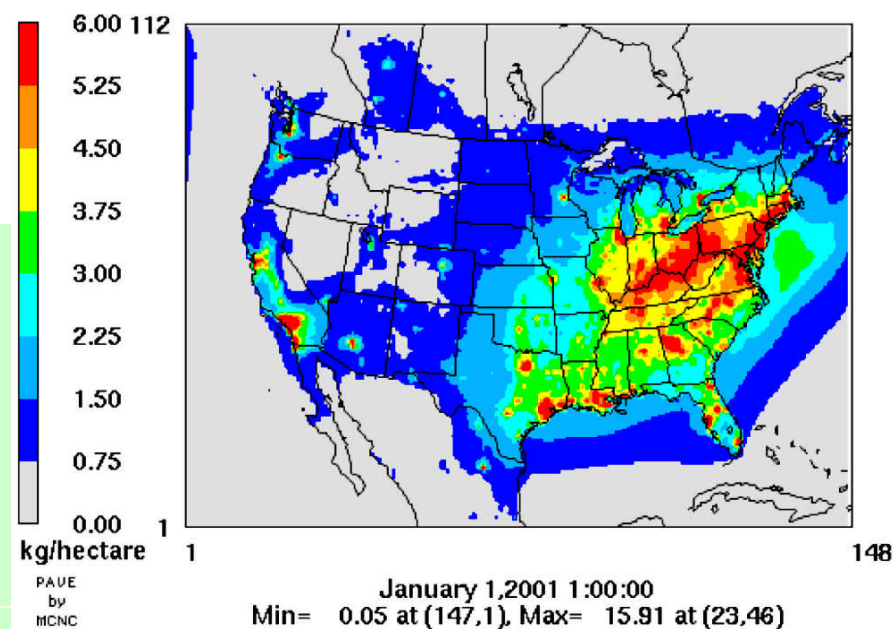 6.00
5.25
4.50
3.75
3.00
2.25
1.50
0.75
0.00
kg/hectare
PAVE
by
MCNC
112
1
1
148
January 1,2001 1:00:00
Min= 0.05 at (147,1), Max= 15.91 at (23,46)